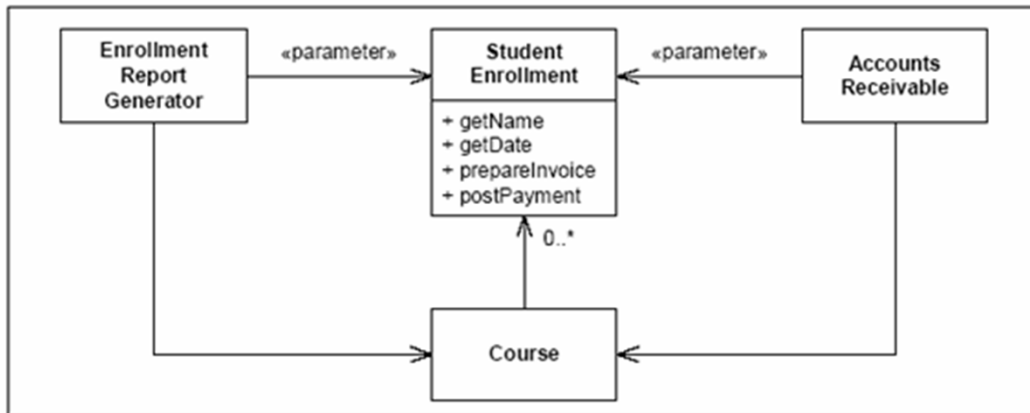 Enrollment
Report
Generator
«parameter»
Student
Enrollment
+ getName
+ getDate
+ prepareInvoice
+ postPayment
«parameter»
Accounts
Receivable
0..*
Course